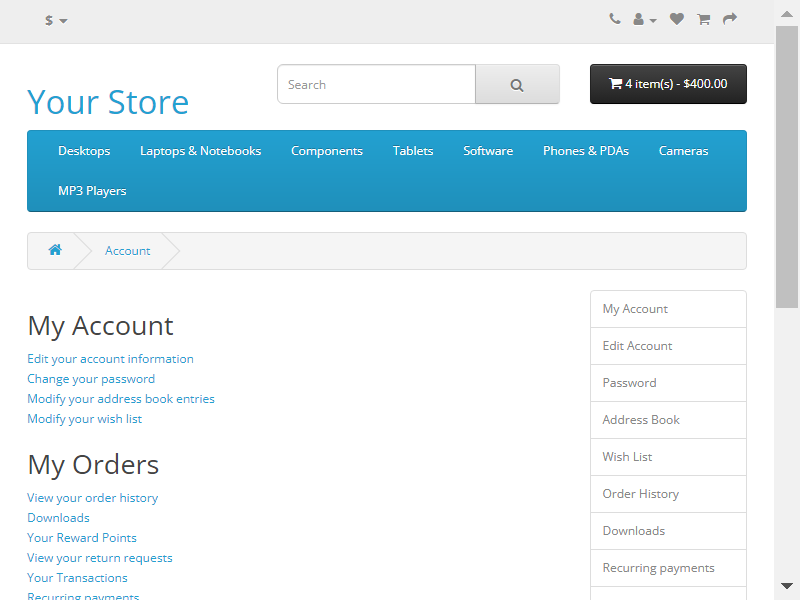 $
Search
4 item(s) - $400.00
Your Store
Desktops
Laptops & Notebooks
Components
Tablets
Software
Phones & PDAs
Cameras
MP3 Players
Account
My Account
Edit your account information
Change your password
Modify your address book entries
Modify your wish list
My Orders
View your order history
Downloads
Your Reward Points
View your return requests
Your Transactions
Recurring payments
My Account
Edit Account
Password
Address Book
Wish List
Order History
Downloads
Recurring payments